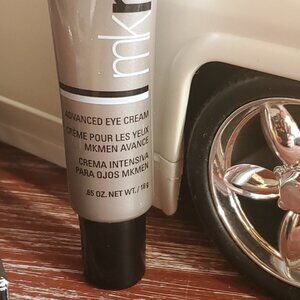 mk
ADVANCED EYE CREAM
CRÈME POUR LES YEUX
MKMEN AVANCÉE
CREMA INTENSIVA
PARA OJOS MKMEN
.65 OZ. NET WT. / 18 g